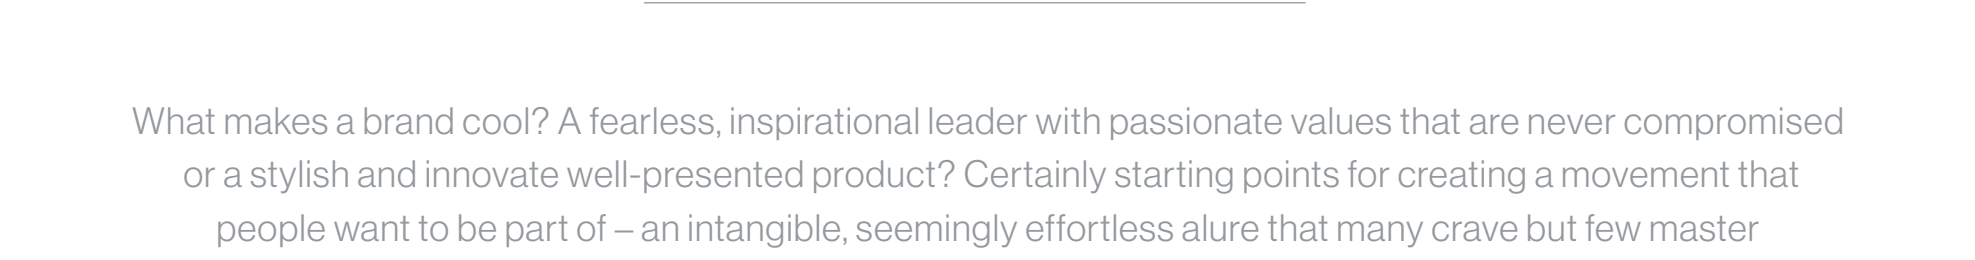 What makes a brand cool? A fearless, inspirational leader with passionate values that are never compromised
or a stylish and innovate well-presented product? Certainly starting points for creating a movement that
people want to be part of – an intangible, seemingly effortless alure that many crave but few master